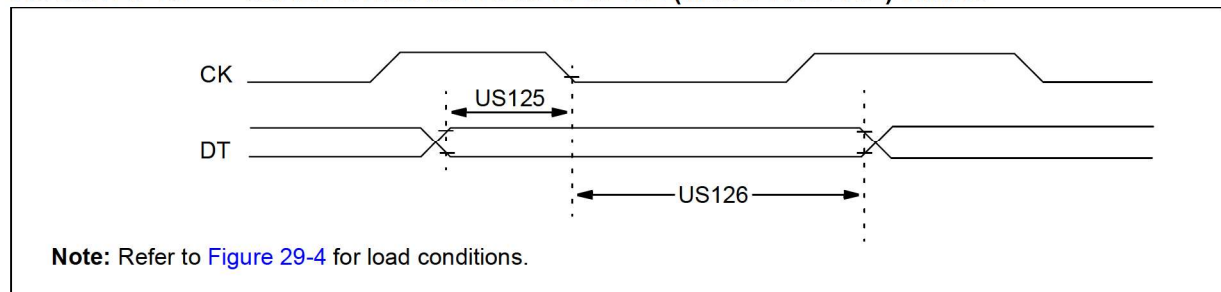 CK
US125
DT
US126
Note: Refer to Figure 29-4 for load conditions.